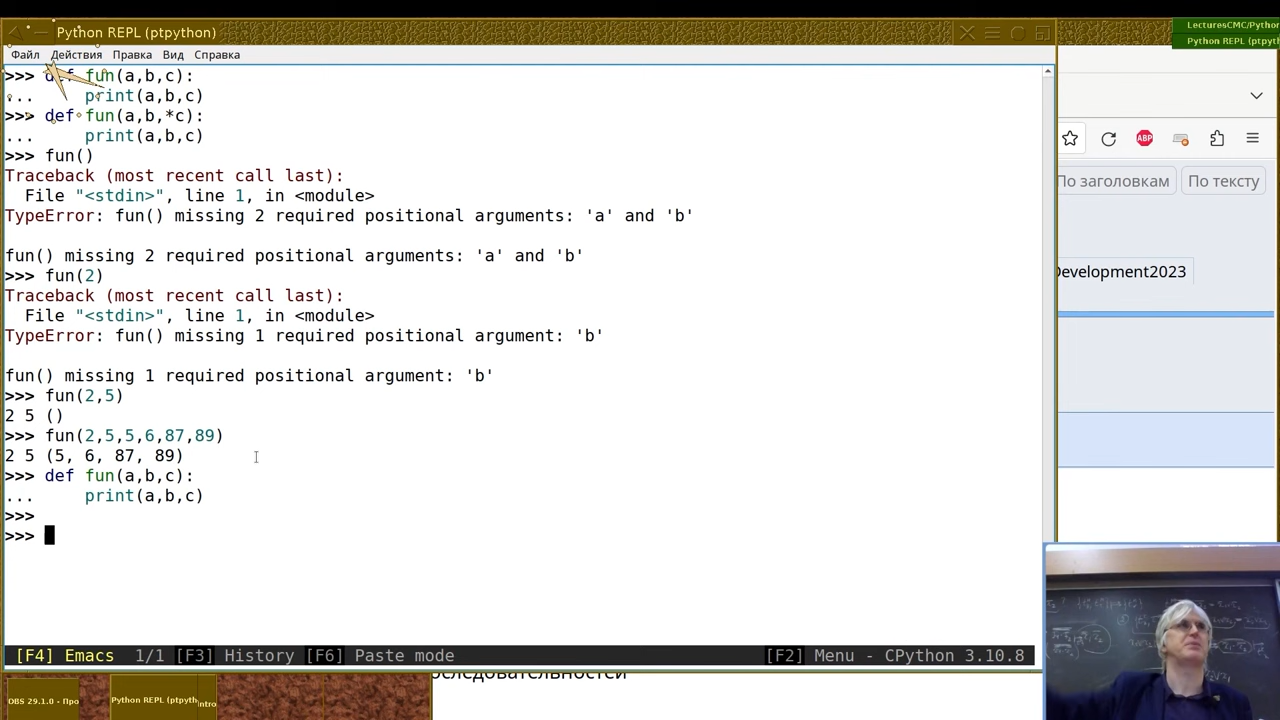 Python REPL (ptpython)
LecturesCMC/Python
Python REPL (ptpython)
Файл Действия Правка Вид Справка
>>> def fun(a,b,c):
... print(a,b,c)
>>> def fun(a,b,*c):
... print(a,b,c)
>>> fun()
Traceback (most recent call last):
File "<stdin>", line 1, in <module>
TypeError: fun() missing 2 required positional arguments: 'a' and 'b'
fun() missing 2 required positional arguments: 'a' and 'b'
>>> fun(2)
Traceback (most recent call last):
File "<stdin>", line 1, in <module>
TypeError: fun() missing 1 required positional argument: 'b'
fun() missing 1 required positional argument: 'b'
>>> fun(2,5)
2 5 ()
>>> fun(2,5,5,6,87,89)
2 5 (5, 6, 87, 89)
>>> def fun(a,b,c):
... print(a,b,c)
>>>
>>>
[F4] Emacs 1/1 [F3] History [F6] Paste mode [F2] Menu - CPython 3.10.8
ABP
По заголовкам По тексту
Development2023
оследовательностей
OBS 29.1.0 - Про
Python REPL (ptpyth
Intro